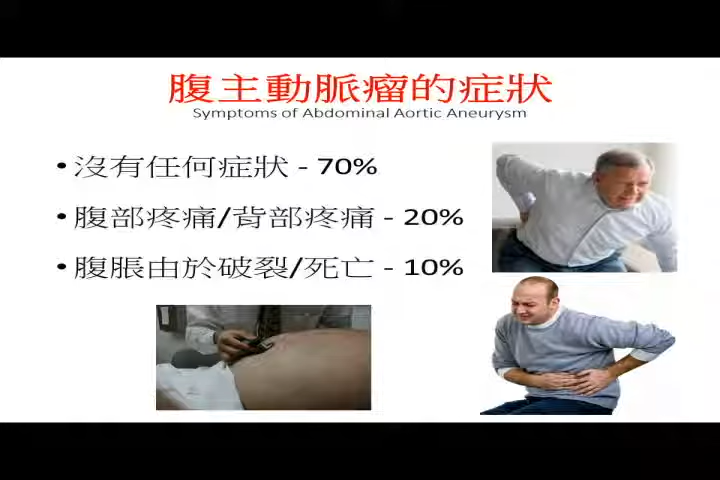 腹主動脈瘤的症狀
Symptoms of Abdominal Aortic Aneurysm
•沒有任何症狀 - 70%
•腹部疼痛/背部疼痛 - 20%
•腹脹由於破裂/死亡 - 10%